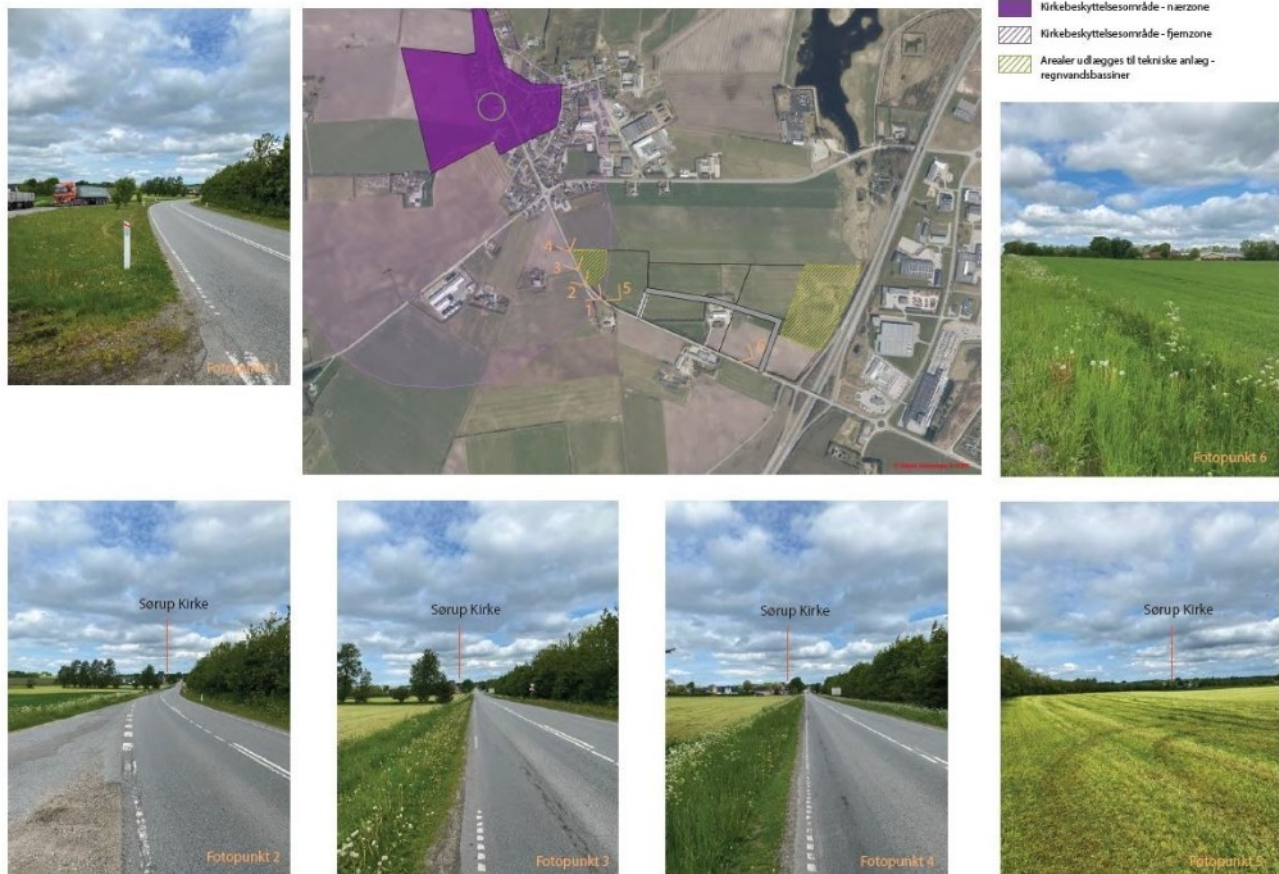 Kirkebeskyttelsesområde - nærzone
Kirkebeskyttelsesområde - fjernzone
Arealer udlægges til tekniske anlæg -
regnvandsbassiner
Fotopunkt 1
4
3
2
1
5
6
Fotopunkt 6
Sørup Kirke
Fotopunkt 2
Sørup Kirke
Fotopunkt 3
Sørup Kirke
Fotopunkt 4
Sørup Kirke
Fotopunkt 5